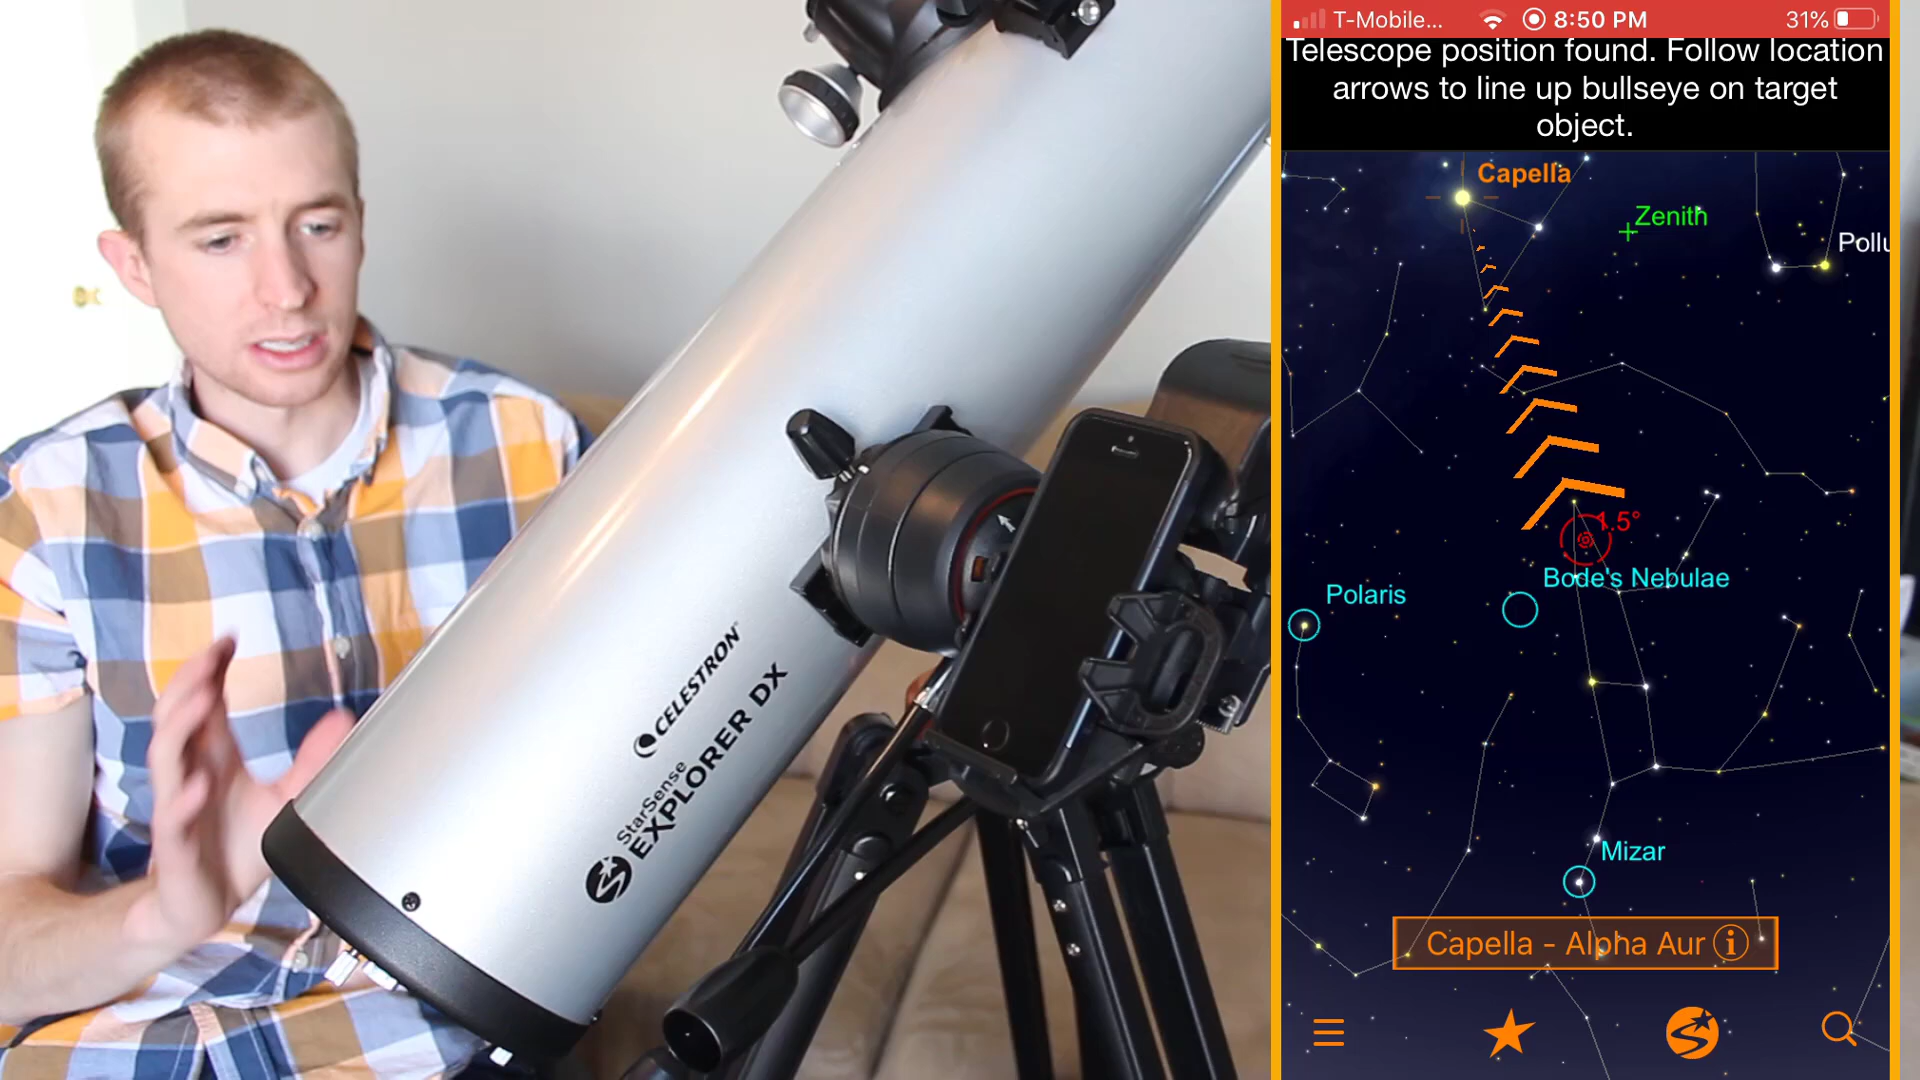 CELESTRON
StarSense
EXPLORER DX
T-Mobile... 8:50 PM 31%
Telescope position found. Follow location
arrows to line up bullseye on target
object.
Capella
Zenith
Pollu
1.5°
Bode's Nebulae
Polaris
Mizar
Capella - Alpha Aur